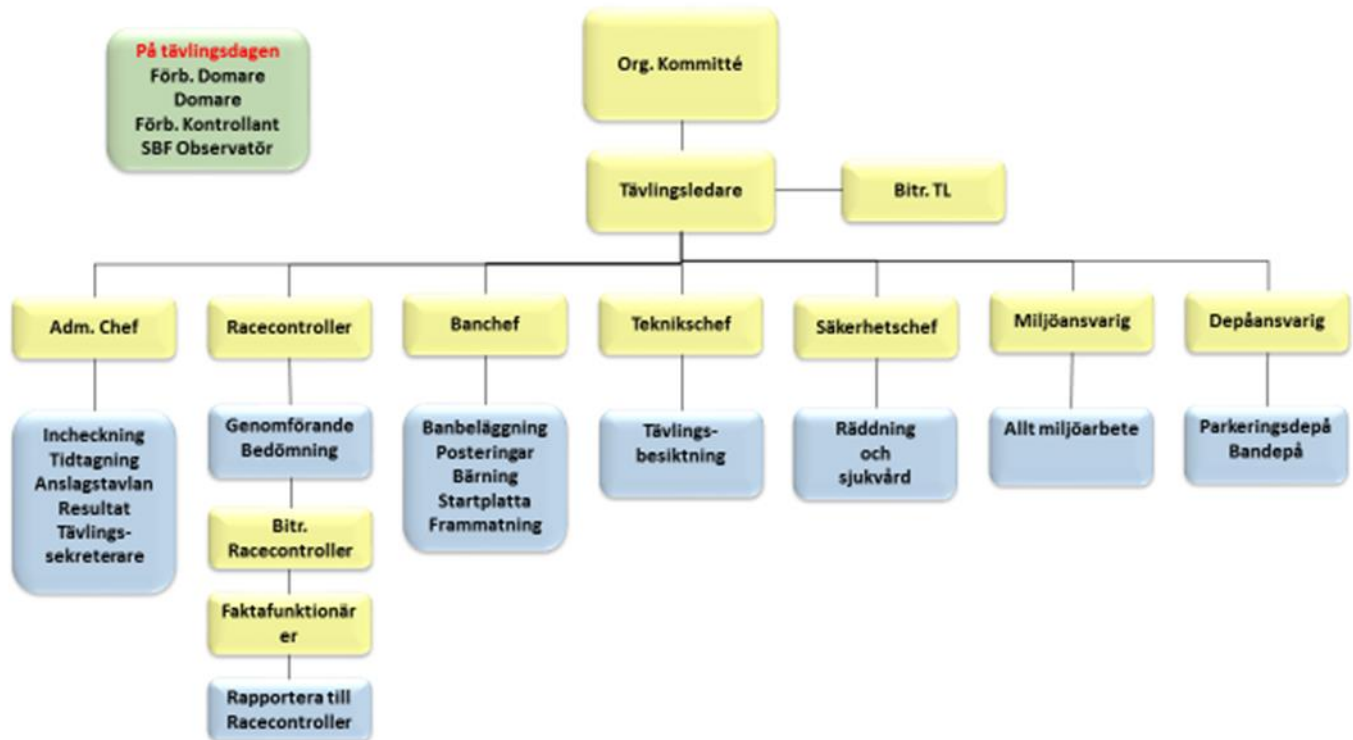 På tävlingsdagen
Förb. Domare
Domare
Förb. Kontrollant
SBF Observatör
Org. Kommitté
Tävlingsledare
Bitr. TL
Adm. Chef
Racecontroller
Banchef
Teknikschef
Säkerhetschef
Miljöansvarig
Depåansvarig
Incheckning
Tidtagning
Anslagstavlan
Resultat
Tävlings-
sekreterare
Genomförande
Bedömning
Bitr.
Racecontroller
Faktafunktionär
er
Rapportera till
Racecontroller
Banbeläggning
Posteringar
Bärning
Startplatta
Frammatning
Tävlings-
besiktning
Räddning
och
sjukvård
Allt miljöarbete
Parkeringsdepå
Bandepå